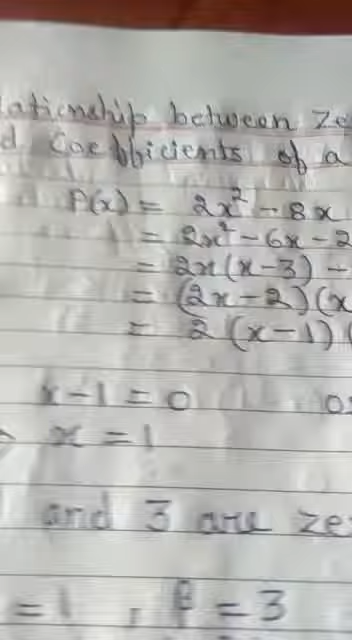 lationship between Ze
d Coefficients of a
P(x) = 2x² - 8x
= 2x² - 6x - 2
= 2x(x-3) -
= (2x-2)(x
= 2(x-1)(
x-1=0 o
x=1
and 3 are ze
=1, β=3